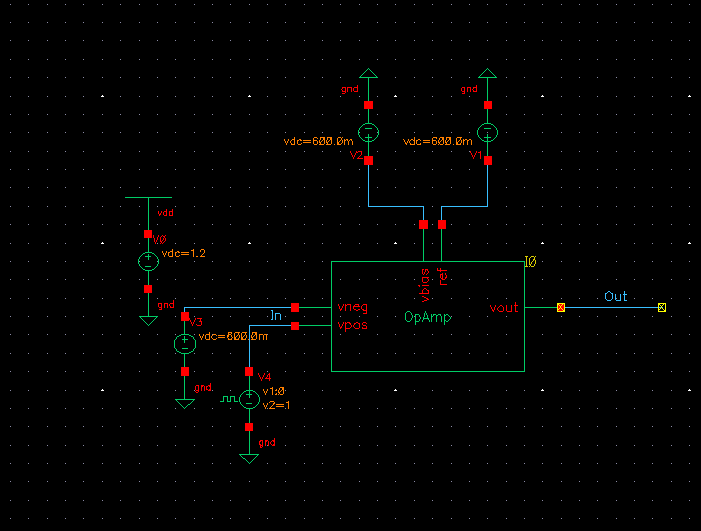 gnd
gnd
vdc=600.0m
vdc=600.0m
V2
V1
vdd
V0
vdc=1.2
gnd
vbias
ref
I0
vneg
vpos
OpAmp
vout
Out
In
V3
vdc=600.0m
gnd
V4
v1:0
v2=1
gnd